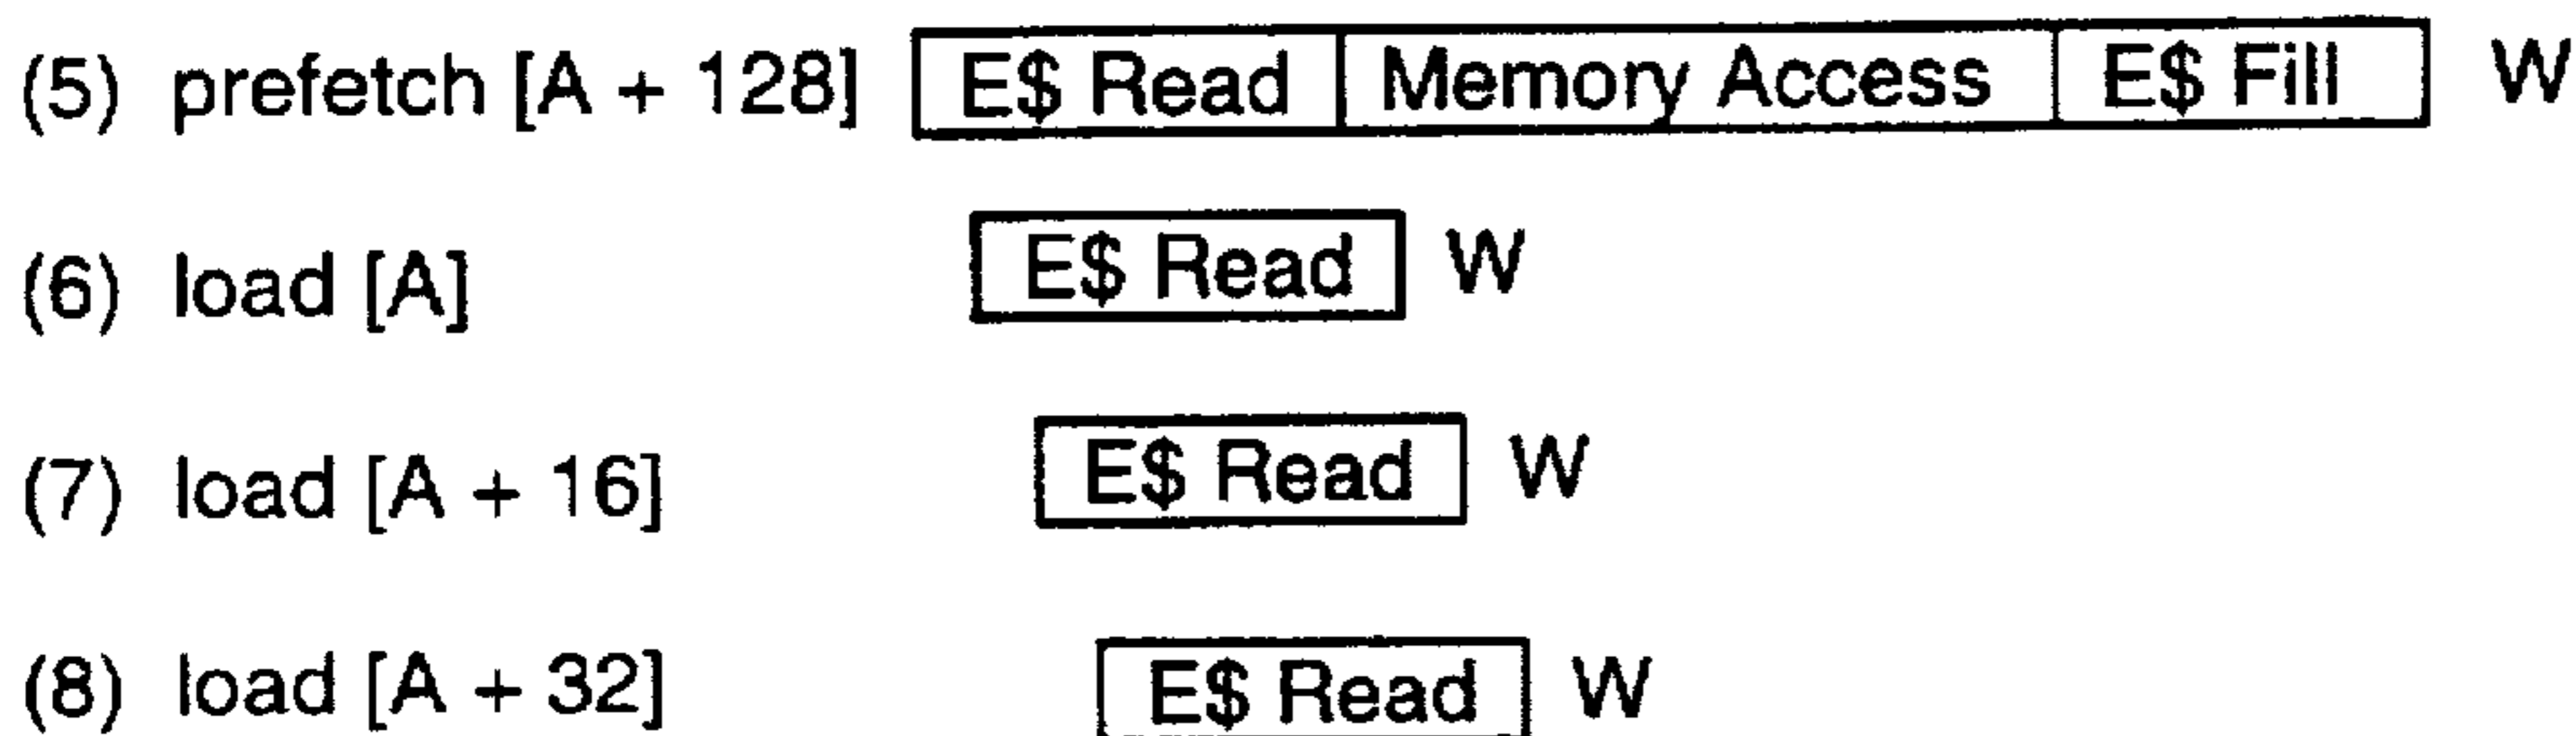 (5) prefetch [A + 128] E$ Read Memory Access E$ Fill W
(6) load [A] E$ Read W
(7) load [A + 16] E$ Read W
(8) load [A + 32] E$ Read W